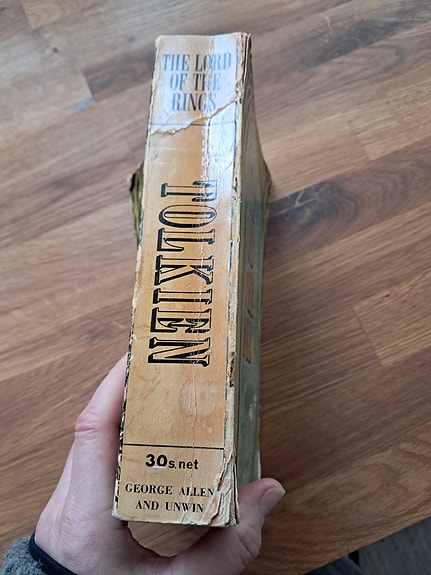 THE LORD
OF THE
RINGS
TOLKIEN
30s. net
GEORGE ALLEN
AND UNWIN